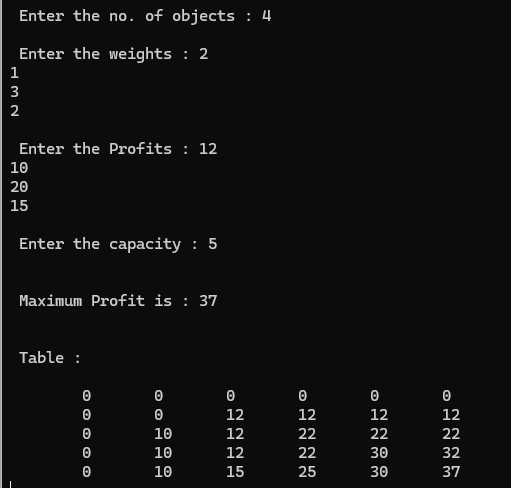 Enter the no. of objects : 4
Enter the weights : 2
1
3
2
Enter the Profits : 12
10
20
15
Enter the capacity : 5
Maximum Profit is : 37
Table :
0 0 0 0 0 0
0 0 12 12 12 12
0 10 12 22 22 22
0 10 12 22 30 32
0 10 15 25 30 37